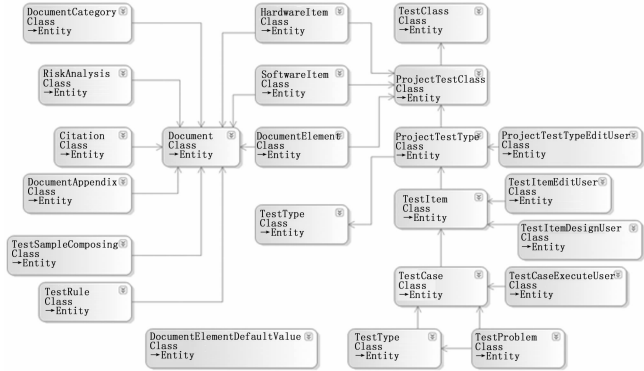 DocumentCategory
Class
→Entity
HardwareItem
Class
→Entity
TestClass
Class
→Entity
RiskAnalysis
Class
→Entity
SoftwareItem
Class
→Entity
ProjectTestClass
Class
→Entity
Citation
Class
→Entity
Document
Class
→Entity
DocumentElement
Class
→Entity
ProjectTestType
Class
→Entity
ProjectTestTypeEditUser
Class
→Entity
DocumentAppendix
Class
→Entity
TestType
Class
→Entity
TestItem
Class
→Entity
TestItemEditUser
Class
→Entity
TestItemDesignUser
Class
→Entity
TestSampleComposing
Class
→Entity
TestRule
Class
→Entity
TestCase
Class
→Entity
TestCaseExecuteUser
Class
→Entity
DocumentElementDefaultValue
Class
→Entity
TestType
Class
→Entity
TestProblem
Class
→Entity